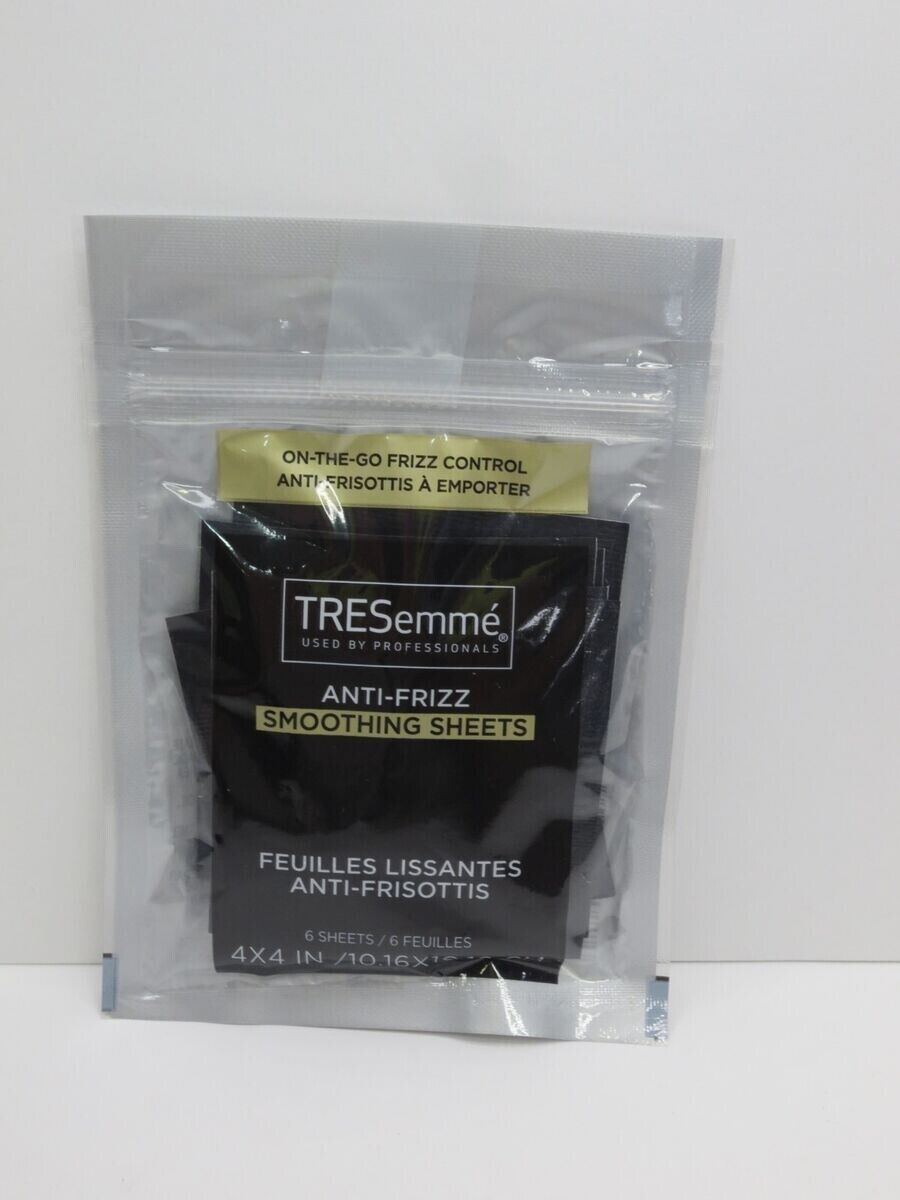 ON-THE-GO FRIZZ CONTROL
ANTI-FRISOTTIS À EMPORTER
TRESemmé®
USED BY PROFESSIONALS
ANTI-FRIZZ
SMOOTHING SHEETS
FEUILLES LISSANTES
ANTI-FRISOTTIS
6 SHEETS / 6 FEUILLES
4X4 IN /